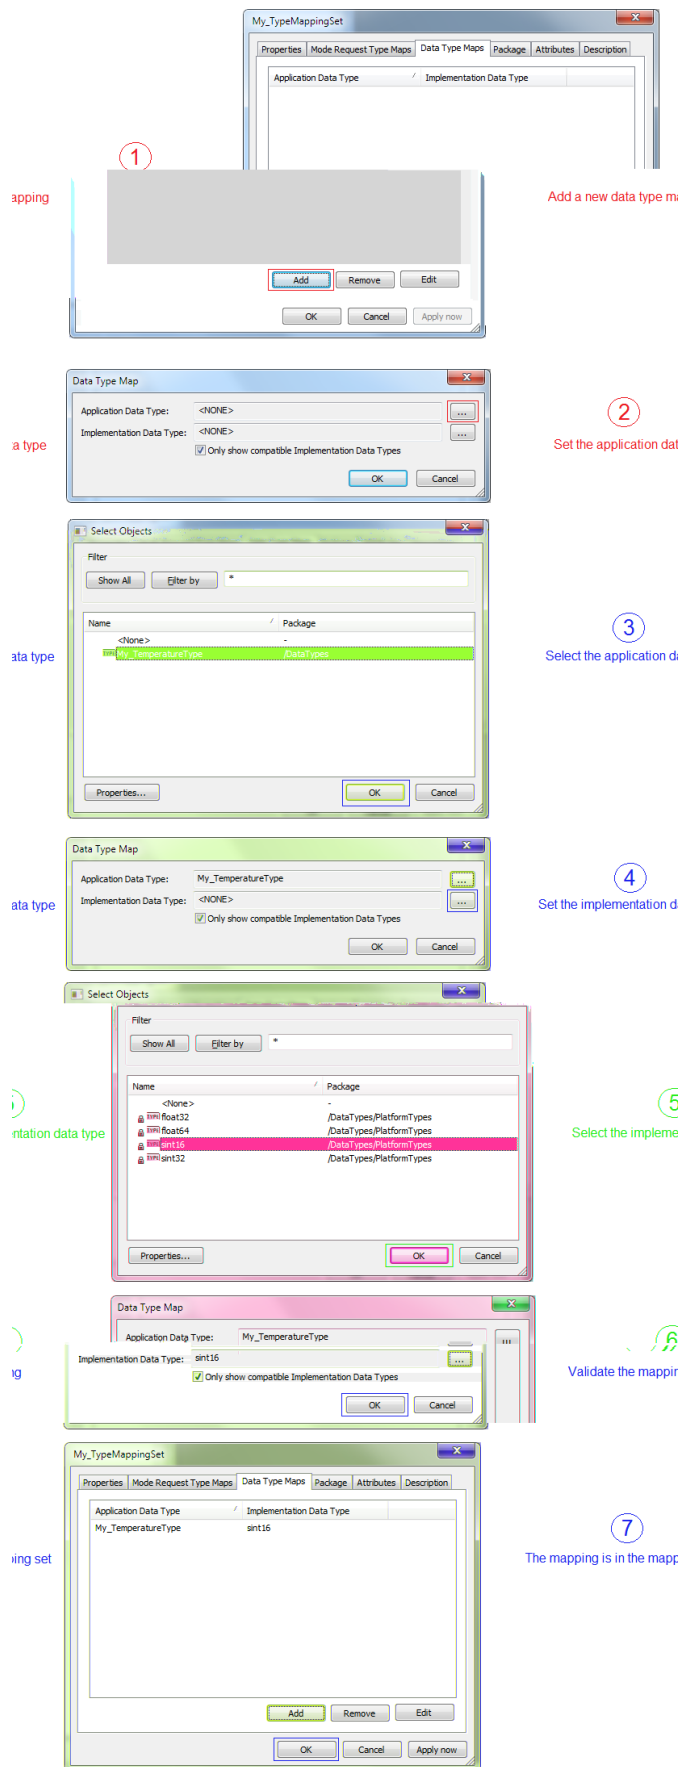 My_TypeMappingSet
Properties Mode Request Type Maps Data Type Maps Package Attributes Description
Application Data Type Implementation Data Type
1
apping
Add a new data type ma
Add Remove Edit
OK Cancel Apply now
Data Type Map
Application Data Type: <NONE> ...
Implementation Data Type: <NONE> ...
Only show compatible Implementation Data Types
OK Cancel
2
ta type
Set the application dat
Select Objects
Filter
Show All Filter by *
Name Package
<None> -
My_TemperatureType /DataTypes
Properties... OK Cancel
3
ata type
Select the application da
Data Type Map
Application Data Type: My_TemperatureType ...
Implementation Data Type: <NONE> ...
Only show compatible Implementation Data Types
OK Cancel
4
ata type
Set the implementation da
Select Objects
Filter
Show All Filter by *
Name Package
<None> -
float32 /DataTypes/PlatformTypes
float64 /DataTypes/PlatformTypes
sint16 /DataTypes/PlatformTypes
sint32 /DataTypes/PlatformTypes
Properties... OK Cancel
5
ntation data type
Select the impleme
Data Type Map
Application Data Type: My_TemperatureType
Implementation Data Type: sint16 ...
Only show compatible Implementation Data Types
OK Cancel
6
ng
Validate the mappin
My_TypeMappingSet
Properties Mode Request Type Maps Data Type Maps Package Attributes Description
Application Data Type Implementation Data Type
My_TemperatureType sint16
7
ping set
The mapping is in the mapp
Add Remove Edit
OK Cancel Apply now